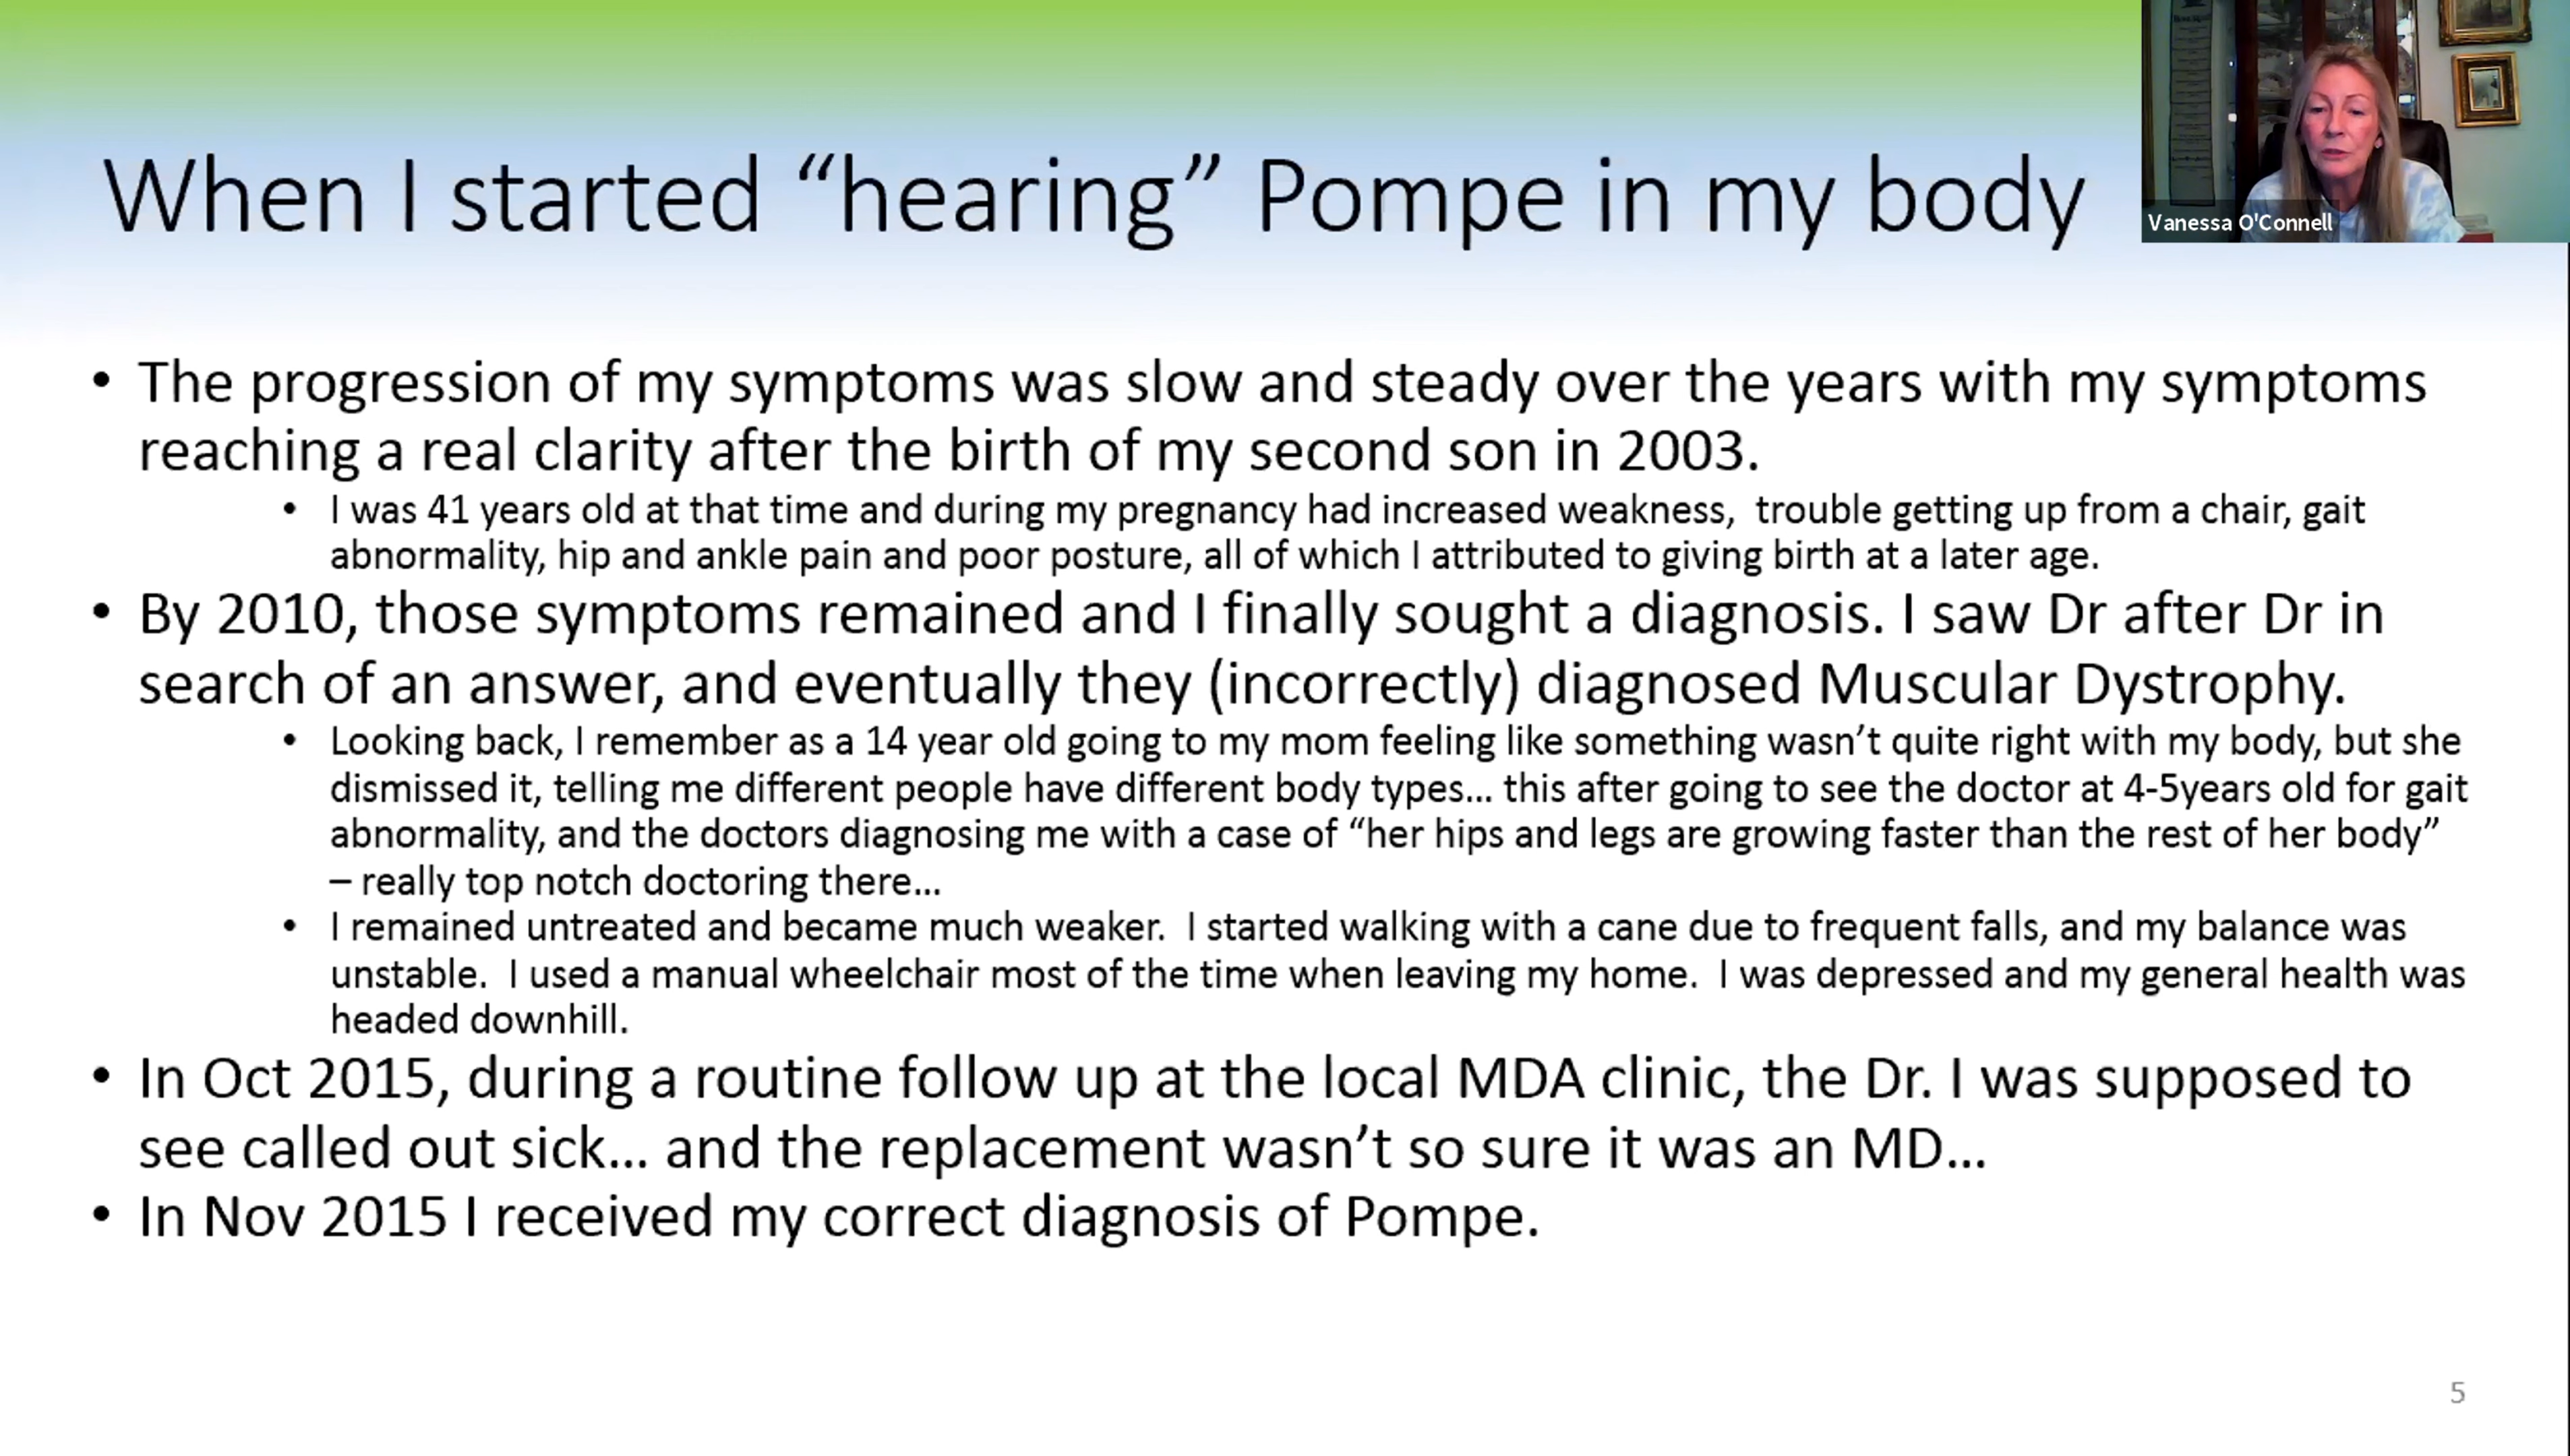 When I started “hearing” Pompe in my body
Vanessa O'Connell
• The progression of my symptoms was slow and steady over the years with my symptoms
reaching a real clarity after the birth of my second son in 2003.
• I was 41 years old at that time and during my pregnancy had increased weakness,  trouble getting up from a chair, gait
abnormality, hip and ankle pain and poor posture, all of which I attributed to giving birth at a later age.
• By 2010, those symptoms remained and I finally sought a diagnosis. I saw Dr after Dr in
search of an answer, and eventually they (incorrectly) diagnosed Muscular Dystrophy.
• Looking back, I remember as a 14 year old going to my mom feeling like something wasn’t quite right with my body, but she
dismissed it, telling me different people have different body types… this after going to see the doctor at 4-5years old for gait
abnormality, and the doctors diagnosing me with a case of “her hips and legs are growing faster than the rest of her body”
– really top notch doctoring there…
• I remained untreated and became much weaker.  I started walking with a cane due to frequent falls, and my balance was
unstable.  I used a manual wheelchair most of the time when leaving my home.  I was depressed and my general health was
headed downhill.
• In Oct 2015, during a routine follow up at the local MDA clinic, the Dr. I was supposed to
see called out sick… and the replacement wasn’t so sure it was an MD…
• In Nov 2015 I received my correct diagnosis of Pompe.
5